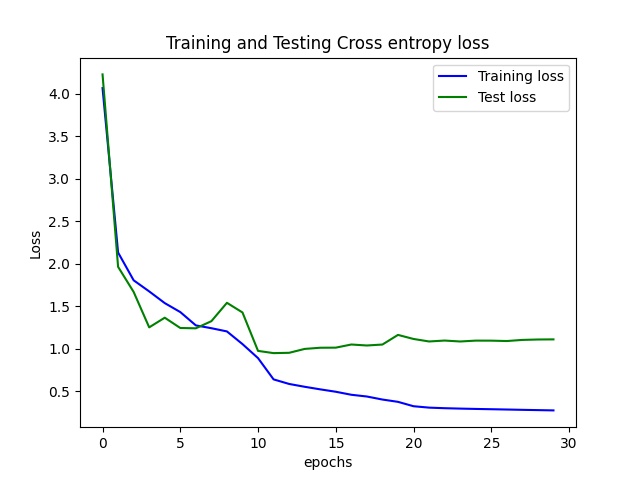 Training and Testing Cross entropy loss
Training loss
Test loss
4.0
3.5
3.0
2.5
2.0
1.5
1.0
0.5
Loss
0 5 10 15 20 25 30
epochs